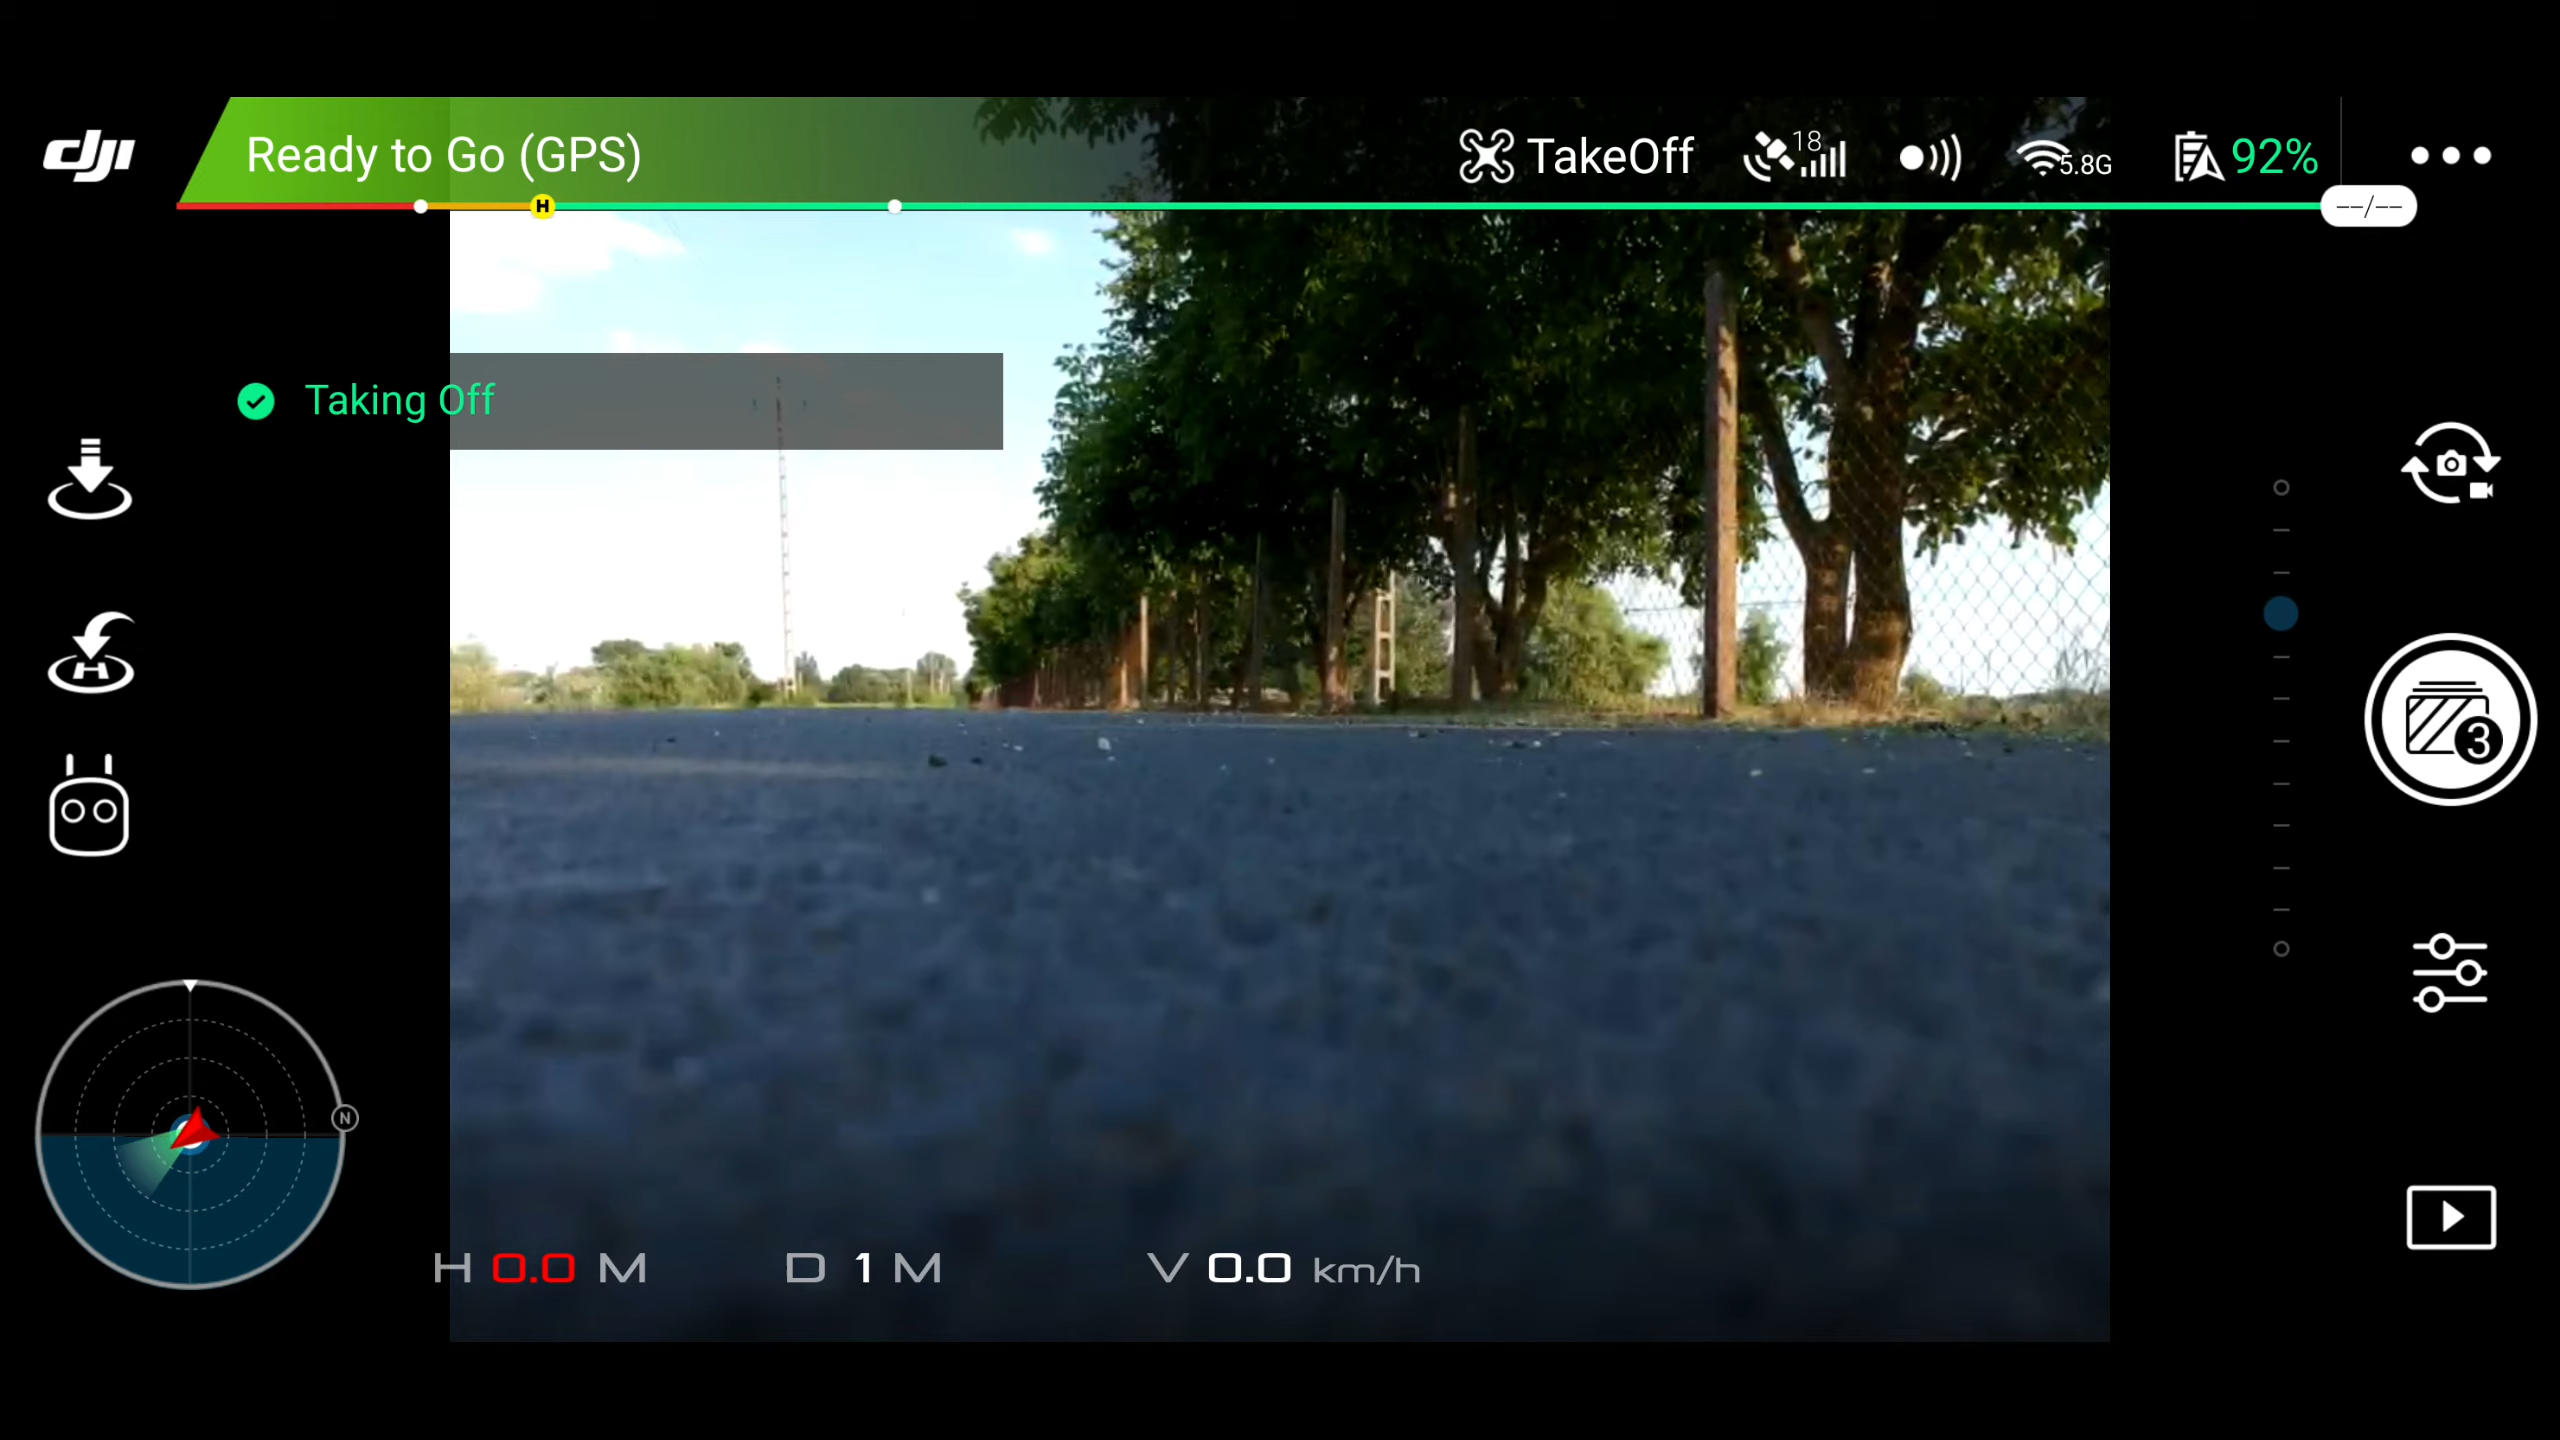 dji
Ready to Go (GPS)
TakeOff
18
5.8G
92%
H
--/--
Taking Off
3
N
H 0.0 M
D 1 M
V 0.0 km/h